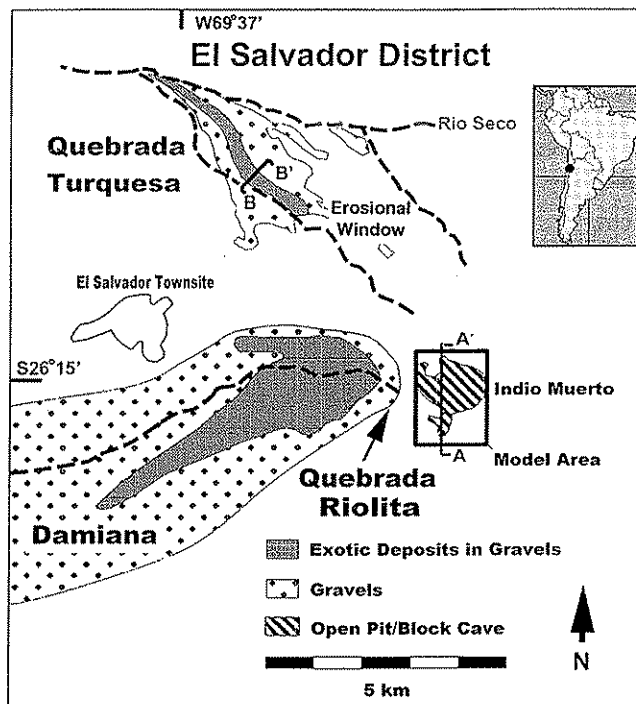 W69°37'
El Salvador District
Rio Seco
Quebrada
Turquesa
B'
B
Erosional
Window
El Salvador Townsite
A'
S26°15'
Indio Muerto
A
Model Area
Quebrada
Riolita
Damiana
Exotic Deposits in Gravels
Gravels
Open Pit/Block Cave
N
5 km